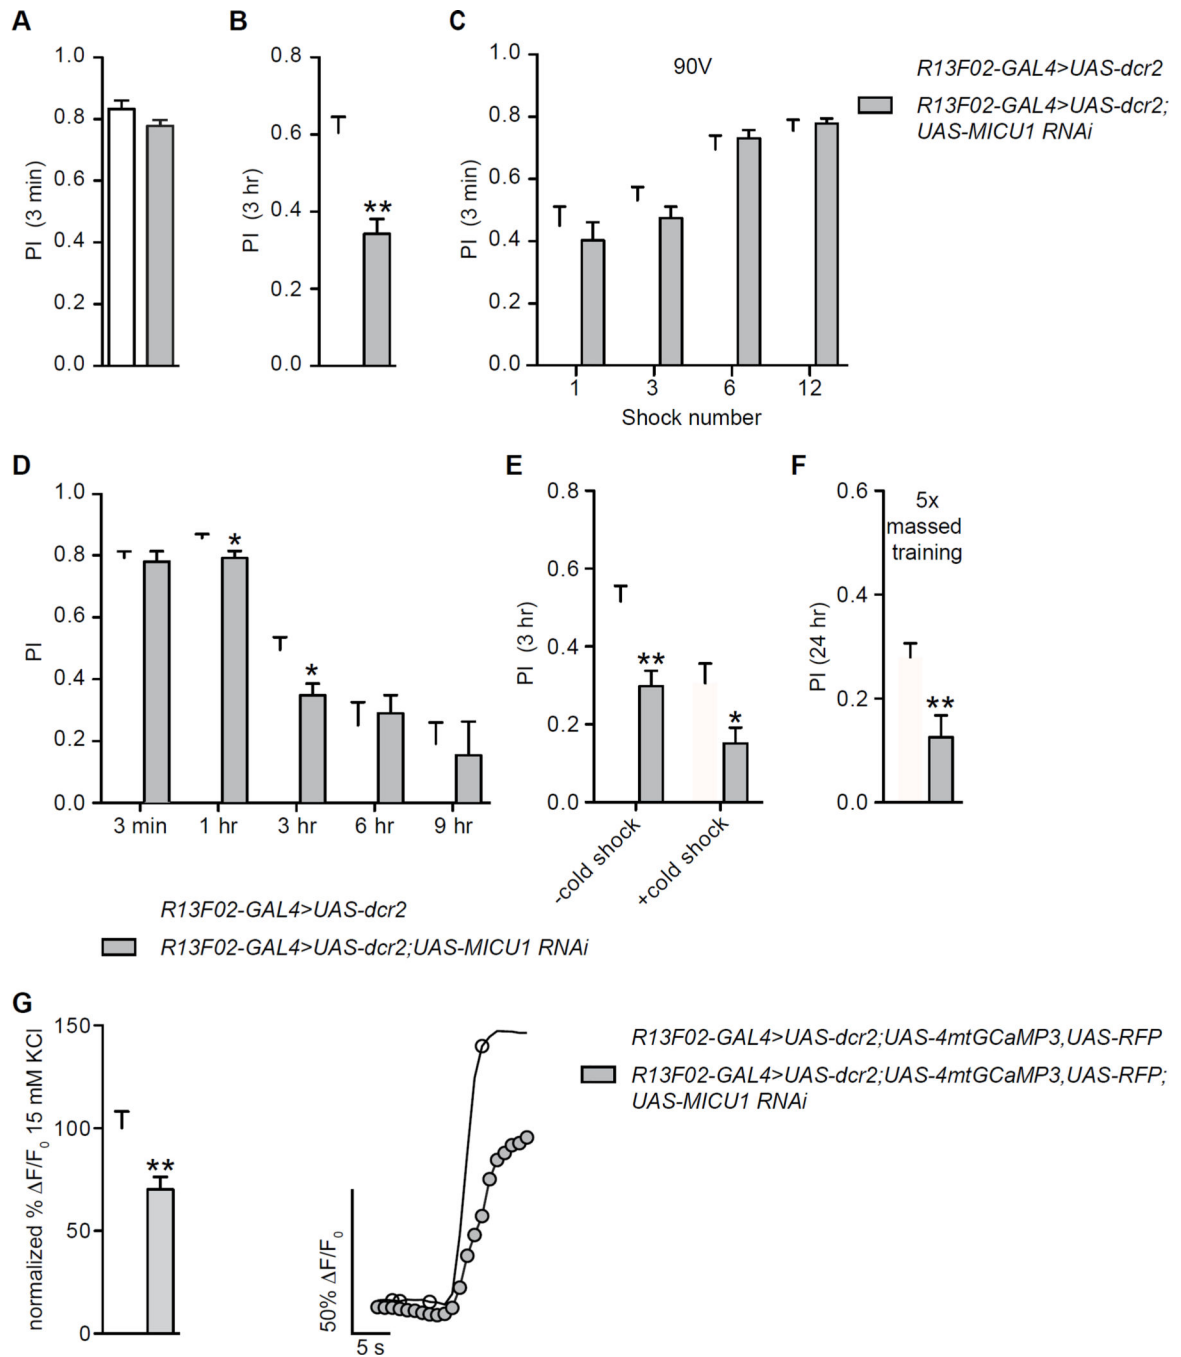 A
B
C
1.0
0.8
0.6
0.4
0.2
0.0
PI (3 min)
0.8
0.6
0.4
0.2
0.0
PI (3 hr)
**
1.0
0.8
0.6
0.4
0.2
0.0
PI (3 min)
90V
1
3
6
12
Shock number
R13F02-GAL4>UAS-dcr2
R13F02-GAL4>UAS-dcr2;
UAS-MICU1 RNAi
D
E
F
1.0
0.8
0.6
0.4
0.2
0.0
PI
*
*
3 min
1 hr
3 hr
6 hr
9 hr
0.8
0.6
0.4
0.2
0.0
PI (3 hr)
**
*
-cold shock
+cold shock
0.6
0.4
0.2
0.0
PI (24 hr)
5x
massed
training
**
R13F02-GAL4>UAS-dcr2
R13F02-GAL4>UAS-dcr2;UAS-MICU1 RNAi
G
150
100
50
0
normalized % ΔF/F₀ 15 mM KCl
**
50% ΔF/F₀
5 s
R13F02-GAL4>UAS-dcr2;UAS-4mtGCaMP3,UAS-RFP
R13F02-GAL4>UAS-dcr2;UAS-4mtGCaMP3,UAS-RFP;
UAS-MICU1 RNAi